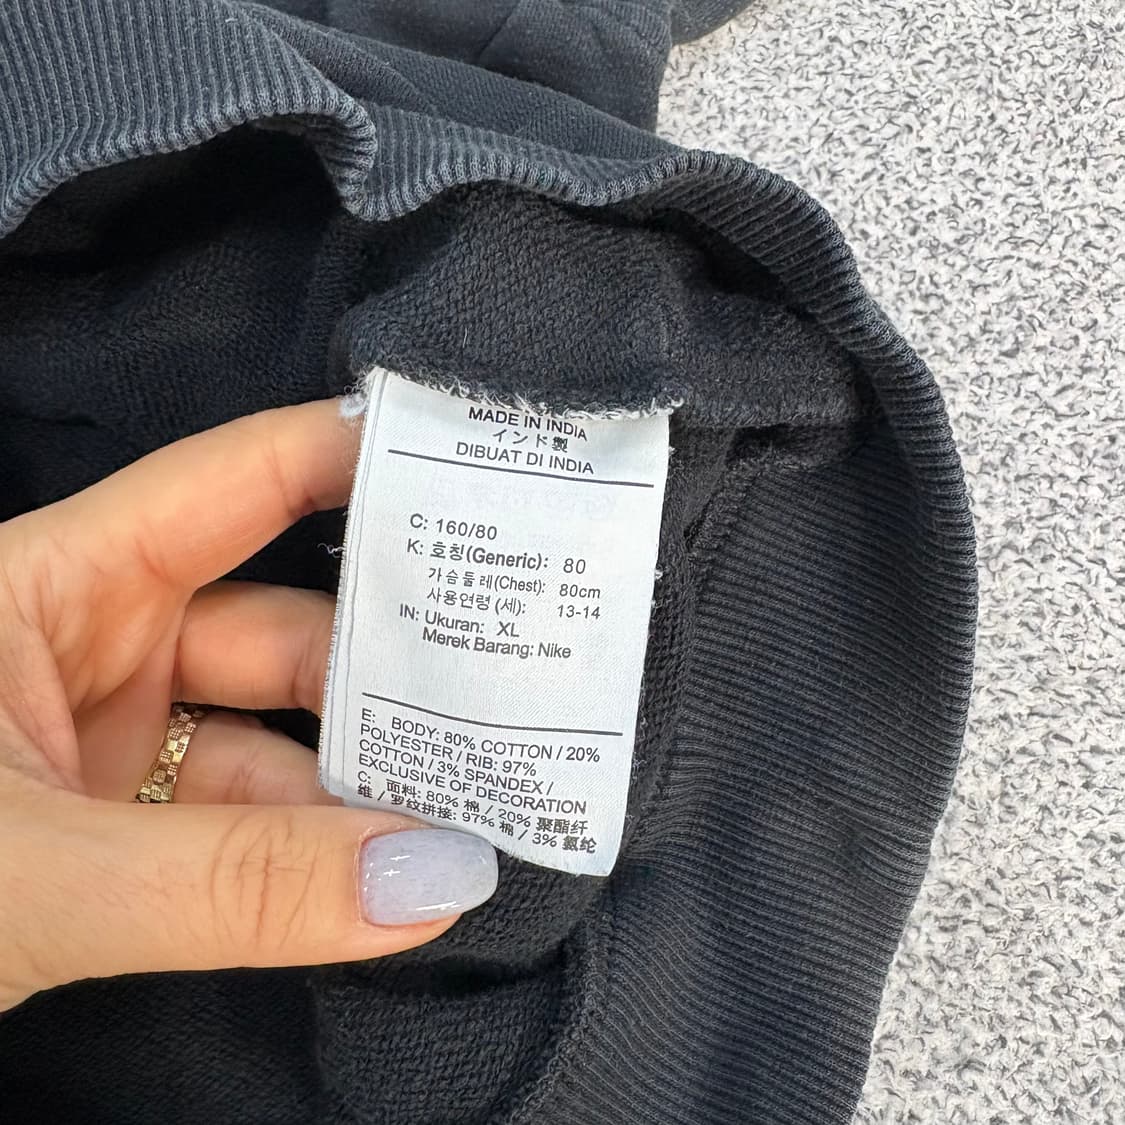 MADE IN INDIA
インド製
DIBUAT DI INDIA
C: 160/80
K: 호칭(Generic): 80
가슴둘레(Chest): 80cm
사용연령 (세): 13-14
IN: Ukuran: XL
Merek Barang: Nike
E: BODY: 80% COTTON / 20%
POLYESTER / RIB: 97%
COTTON / 3% SPANDEX /
EXCLUSIVE OF DECORATION
C: 面料: 80% 棉 / 20% 聚酯纤
维 / 罗纹拼接: 97% 棉 / 3% 氨纶